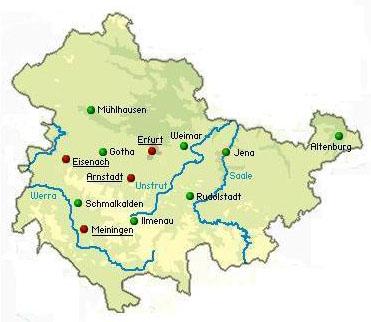 Mühlhausen
Erfurt
Weimar
Altenburg
Gotha
Jena
Eisenach
Arnstadt
Unstrut
Saale
Werra
Schmalkalden
Rudolstadt
Ilmenau
Meiningen